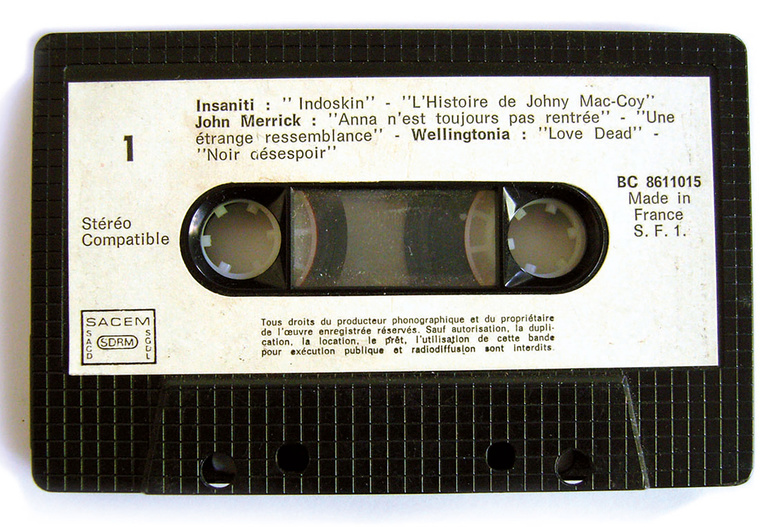 Insaniti : "Indoskin" - "L'Histoire de Johny Mac-Coy"
John Merrick : "Anna n'est toujours pas rentrée" - "Une
étrange ressemblance" - Wellingtonia : "Love Dead" -
"Noir désespoir"
1
BC 8611015
Made in
France
S. F. 1.
Stéréo
Compatible
SACEM
SACD
SDRM
SGDL
Tous droits du producteur phonographique et du propriétaire
de l'œuvre enregistrée réservés. Sauf autorisation, la dupli-
cation, la location, le prêt, l'utilisation de cette bande
pour exécution publique et radiodiffusion sont interdits.